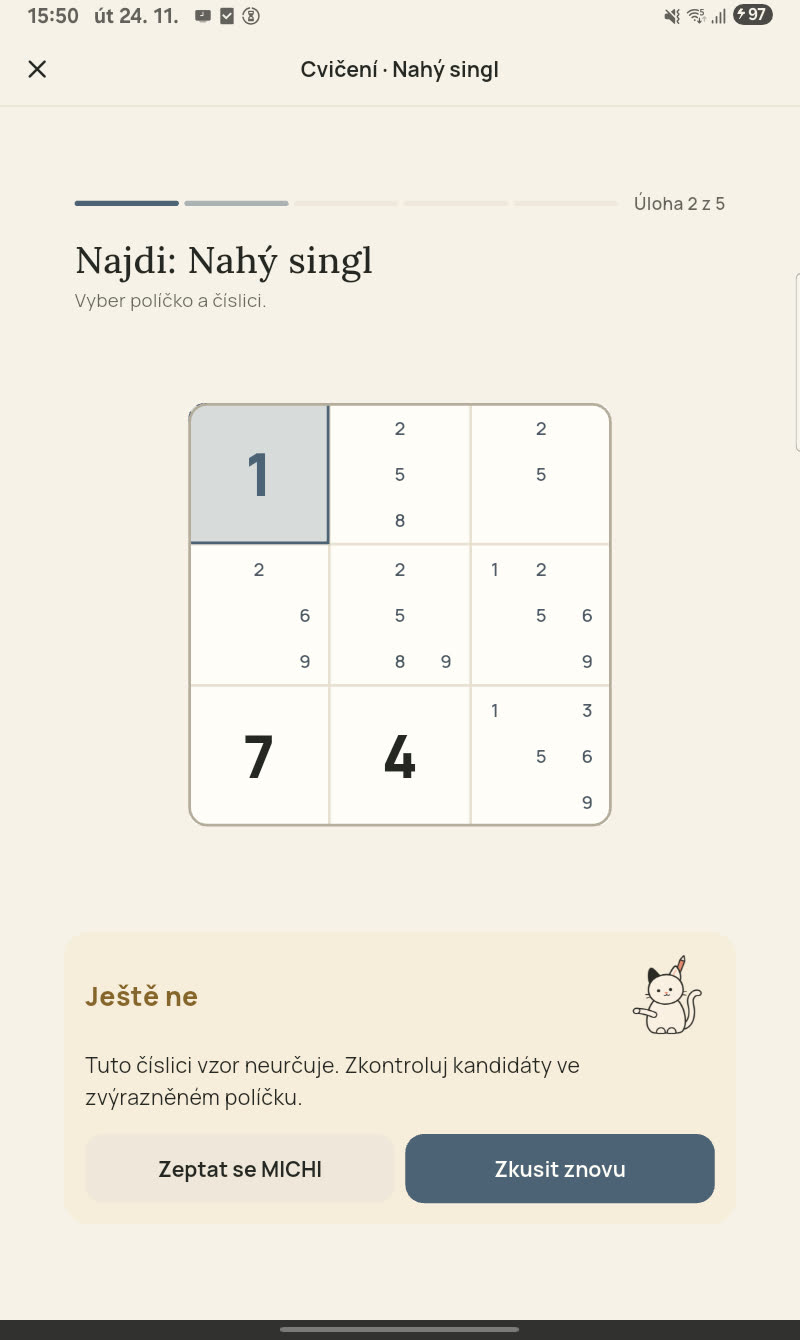 15:50 út 24. 11.
5
97
Cvičení · Nahý singl
Úloha 2 z 5
Najdi: Nahý singl
Vyber políčko a číslici.
1
2
5
8
2
5
2
6
9
2
5
8 9
1 2
5 6
9
7
4
1 3
5 6
9
Ještě ne
Tuto číslici vzor neurčuje. Zkontroluj kandidáty ve
zvýrazněném políčku.
Zeptat se MICHI
Zkusit znovu